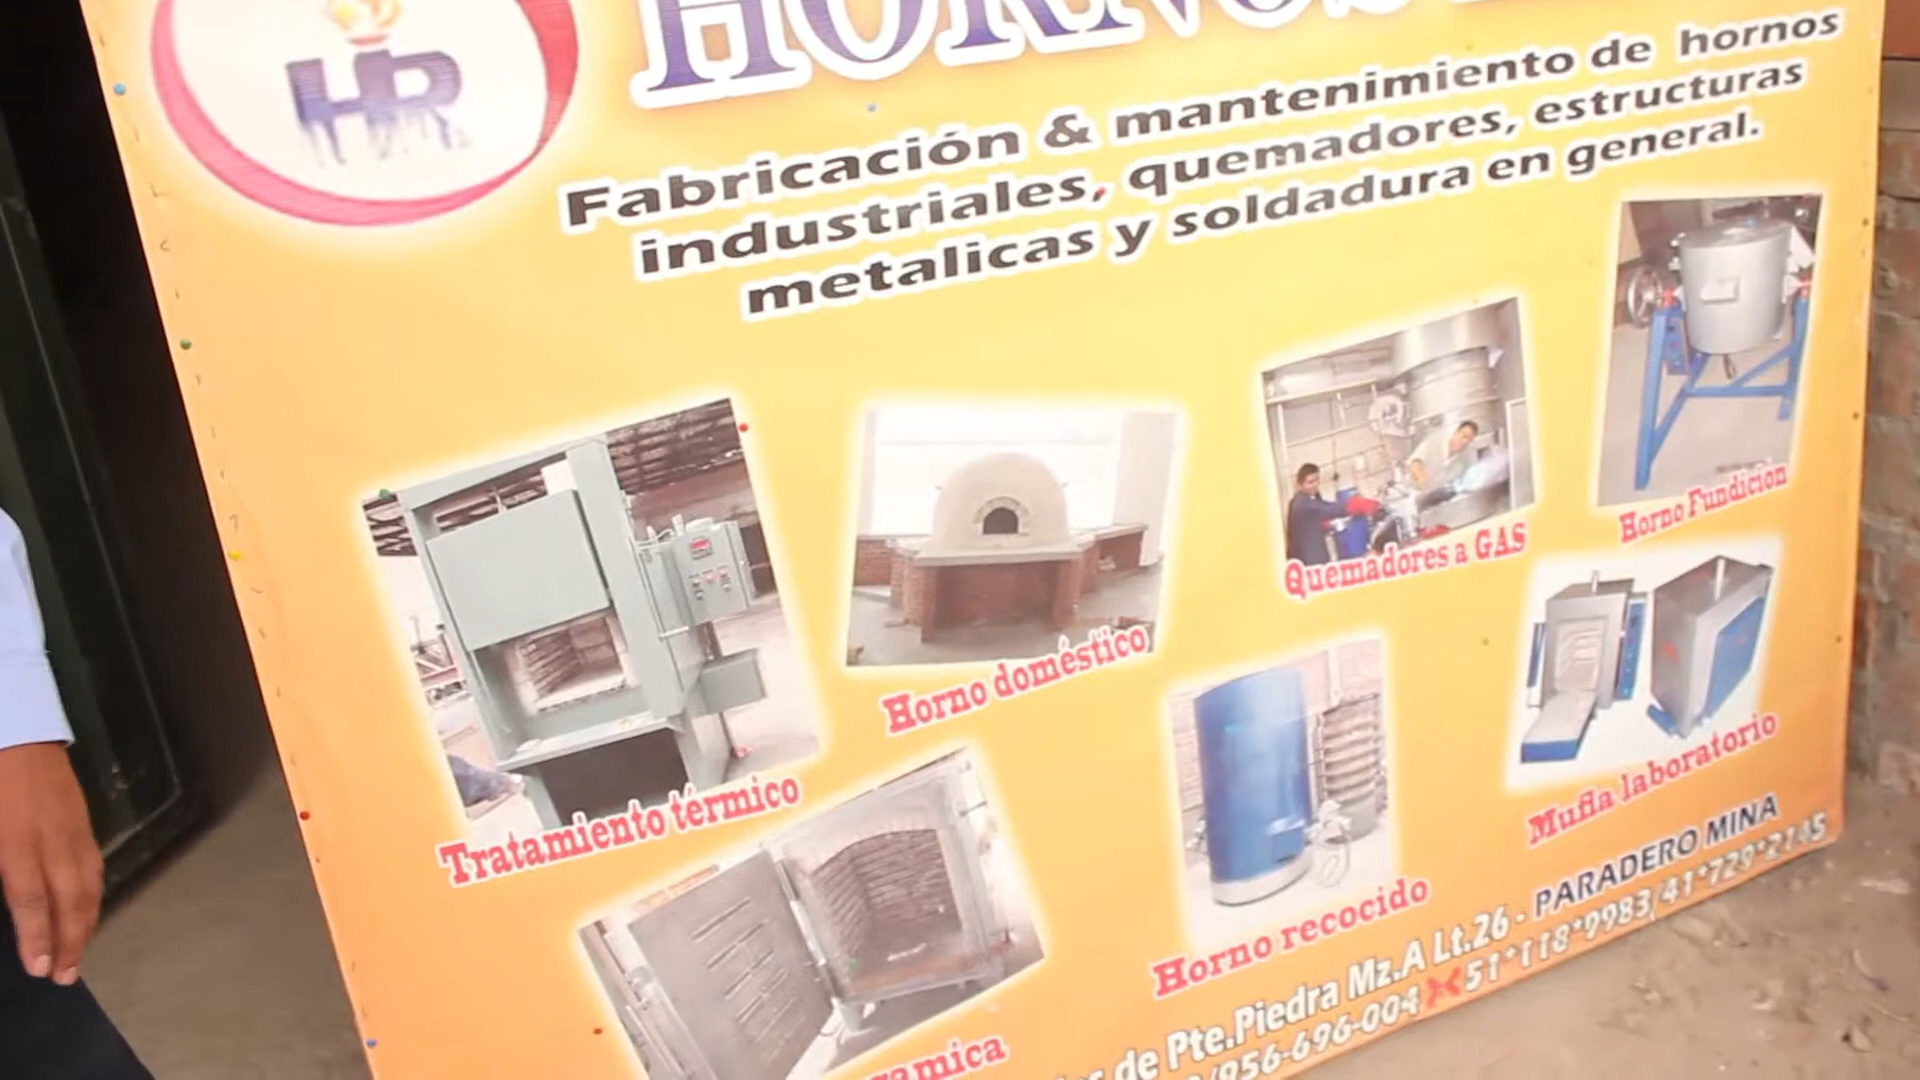 HR
Fabricación & mantenimiento de hornos
industriales, quemadores, estructuras
metalicas y soldadura en general.
Tratamiento térmico
Horno doméstico
Quemadores a GAS
Horno Fundicion
Horno recocido
Mufla laboratorio
de Pte.Piedra Mz.A Lt.26 - PARADERO MINA
956-696-004 51*118*9983/41*729*2145